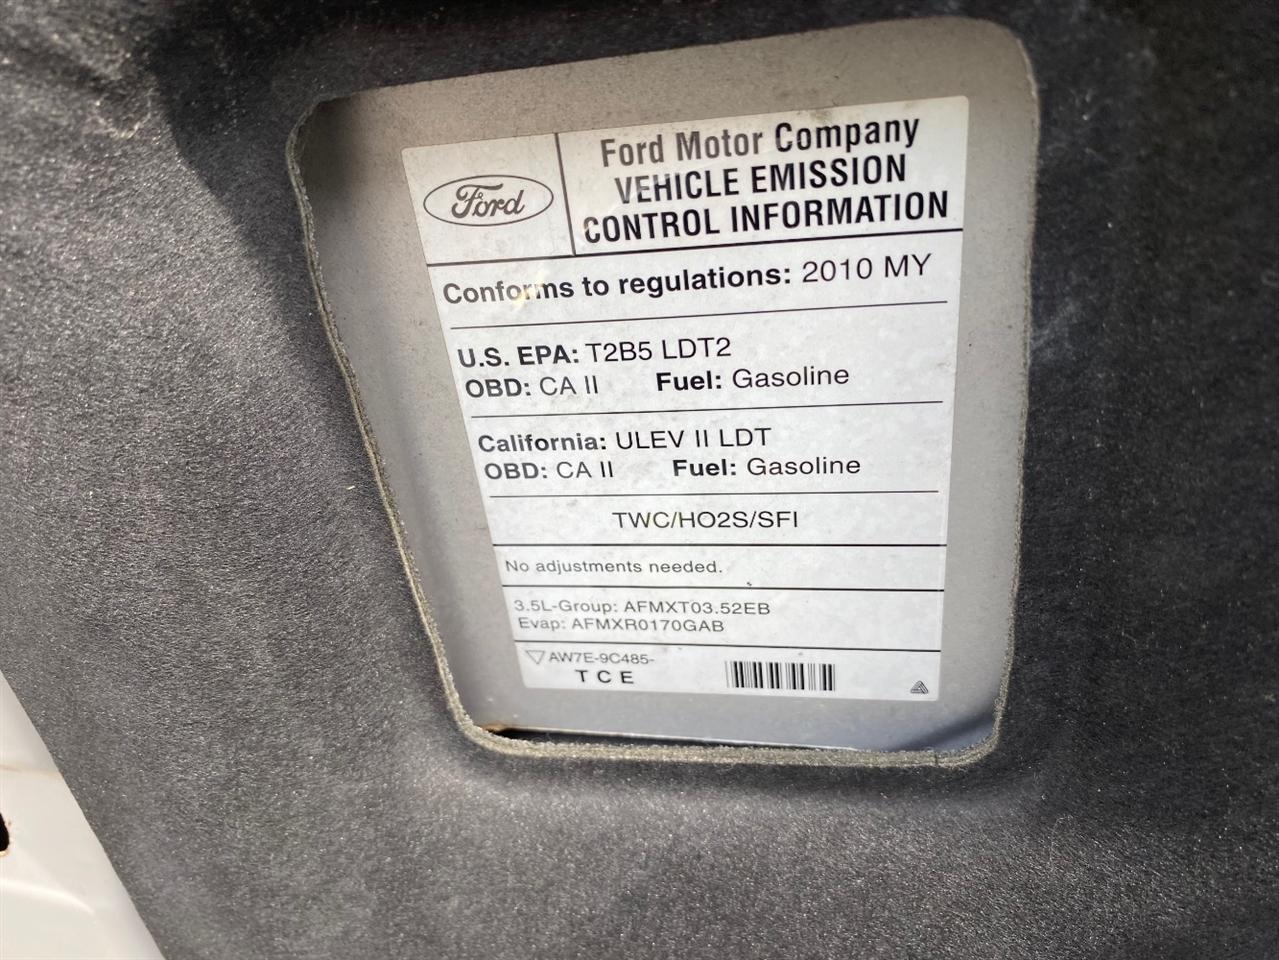 Ford
Ford Motor Company
VEHICLE EMISSION
CONTROL INFORMATION
Conforms to regulations: 2010 MY
U.S. EPA: T2B5 LDT2
OBD: CA II Fuel: Gasoline
California: ULEV II LDT
OBD: CA II Fuel: Gasoline
TWC/HO2S/SFI
No adjustments needed.
3.5L-Group: AFMXT03.52EB
Evap: AFMXR0170GAB
AW7E-9C485-
T C E